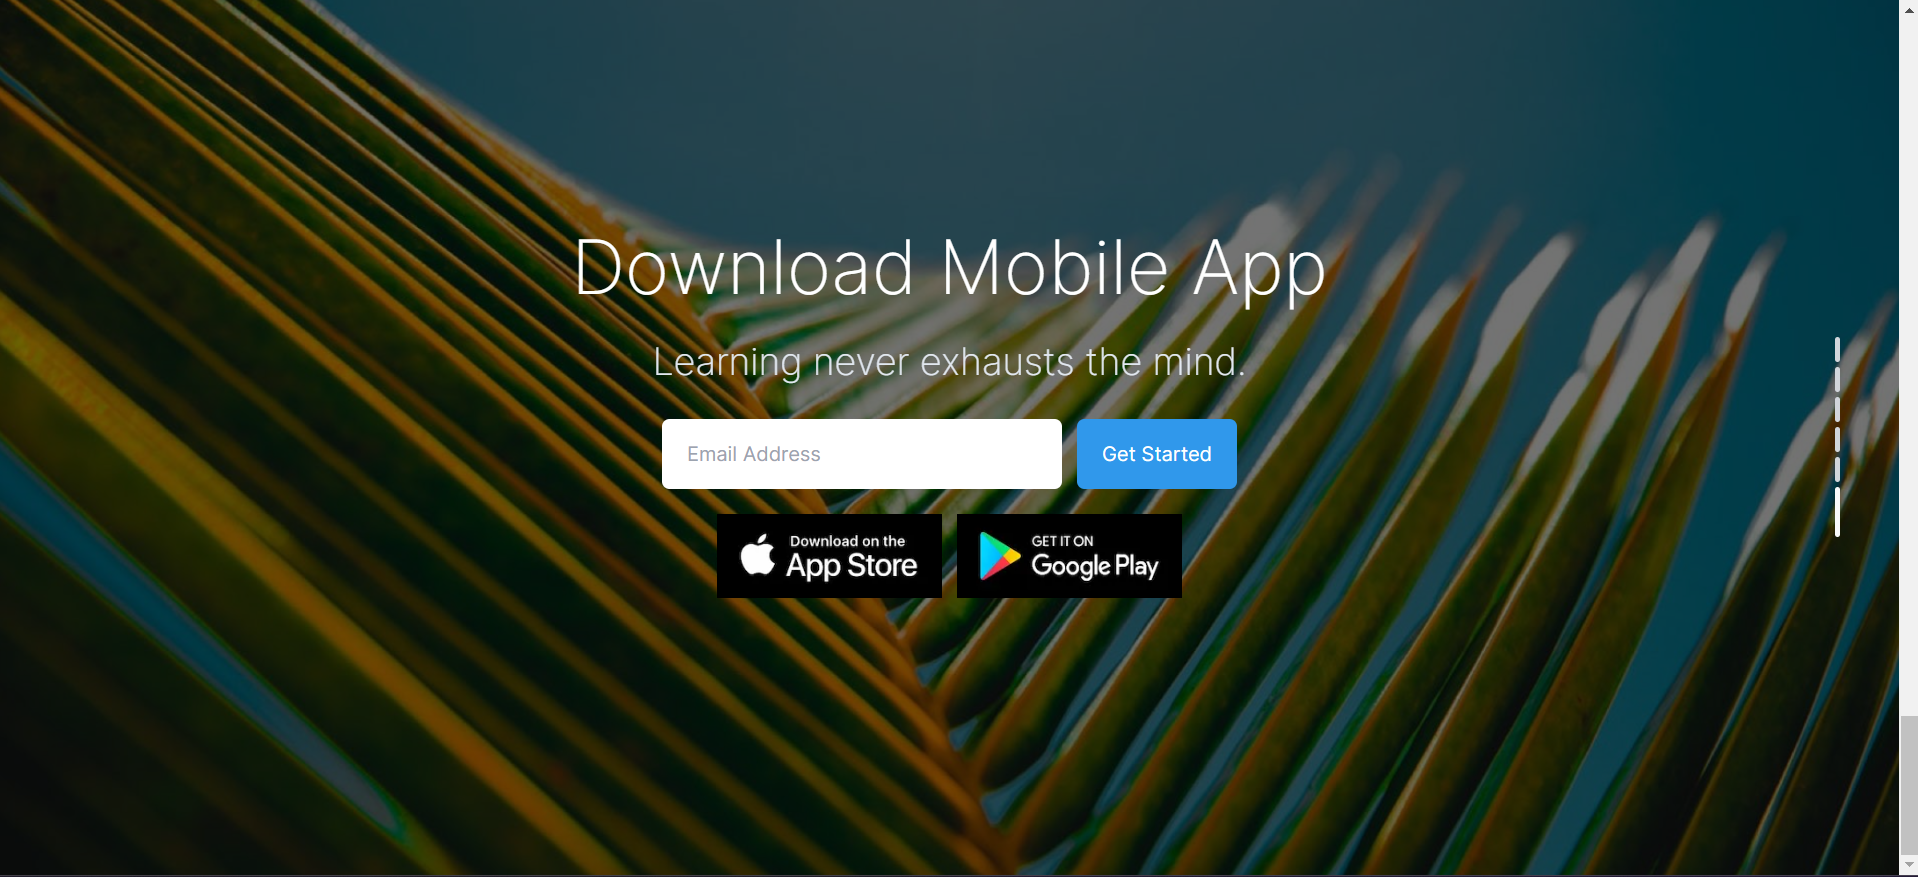 Download Mobile App
Learning never exhausts the mind.
Email Address
Get Started
Download on the
App Store
GET IT ON
Google Play